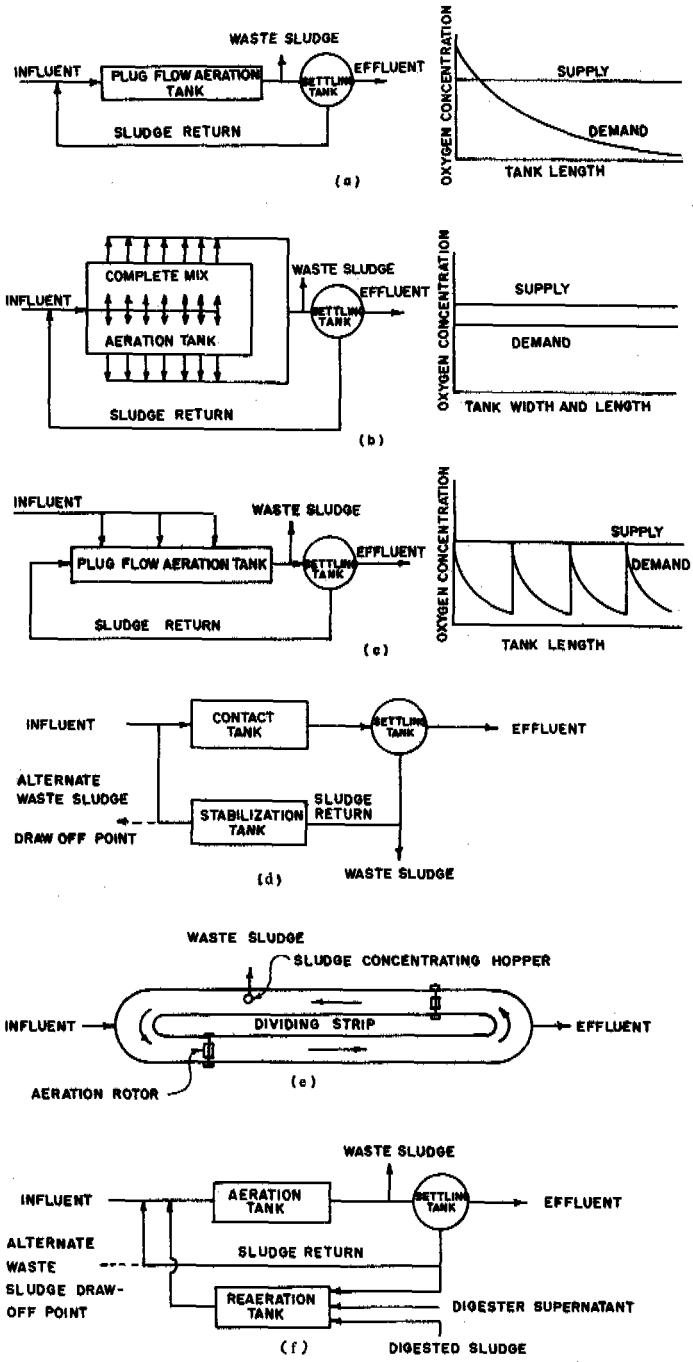 WASTE SLUDGE
INFLUENT
PLUG FLOW AERATION
TANK
SETTLING
TANK
EFFLUENT
SLUDGE RETURN
(a)
OXYGEN CONCENTRATION
SUPPLY
DEMAND
TANK LENGTH
COMPLETE MIX
WASTE SLUDGE
INFLUENT
AERATION TANK
SETTLING
TANK
EFFLUENT
SLUDGE RETURN
(b)
OXYGEN CONCENTRATION
SUPPLY
DEMAND
TANK WIDTH AND LENGTH
INFLUENT
WASTE SLUDGE
PLUG FLOW AERATION TANK
SETTLING
TANK
EFFLUENT
SLUDGE RETURN
(c)
OXYGEN CONCENTRATION
SUPPLY
DEMAND
TANK LENGTH
INFLUENT
CONTACT
TANK
SETTLING
TANK
EFFLUENT
ALTERNATE
WASTE SLUDGE
DRAW OFF POINT
STABILIZATION
TANK
SLUDGE
RETURN
WASTE SLUDGE
(d)
WASTE SLUDGE
SLUDGE CONCENTRATING HOPPER
INFLUENT
DIVIDING STRIP
EFFLUENT
AERATION ROTOR
(e)
WASTE SLUDGE
INFLUENT
AERATION
TANK
SETTLING
TANK
EFFLUENT
ALTERNATE
WASTE
SLUDGE DRAW-
OFF POINT
SLUDGE RETURN
REAERATION
TANK
DIGESTER SUPERNATANT
DIGESTED SLUDGE
(f)